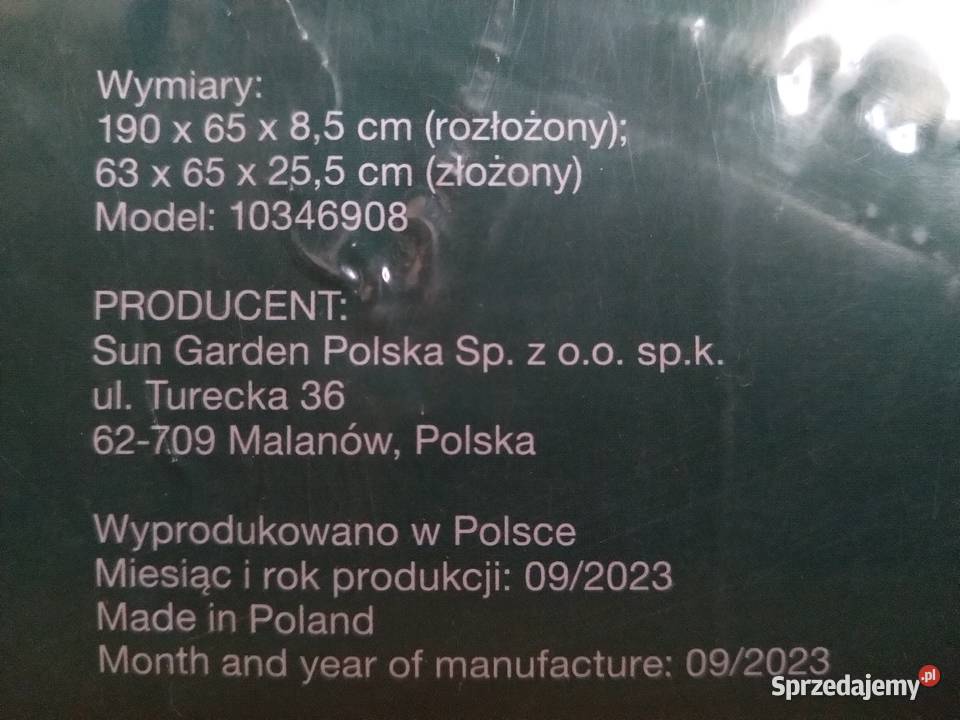 Wymiary:
190 x 65 x 8,5 cm (rozłożony);
63 x 65 x 25,5 cm (złożony)
Model: 10346908
PRODUCENT:
Sun Garden Polska Sp. z o.o. sp.k.
ul. Turecka 36
62-709 Malanów, Polska
Wyprodukowano w Polsce
Miesiąc i rok produkcji: 09/2023
Made in Poland
Month and year of manufacture: 09/2023
Sprzedajemy.pl